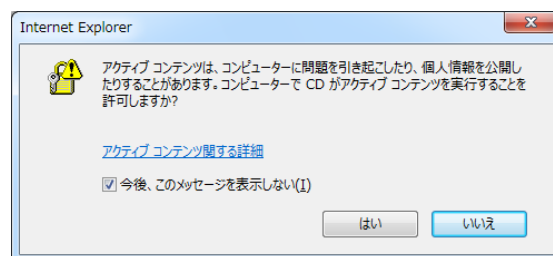 Internet Explorer
アクティブ コンテンツは、コンピューターに問題を引き起こしたり、個人情報を公開し
たりすることがあります。コンピューターで CD がアクティブ コンテンツを実行することを
許可しますか?
アクティブ コンテンツ関する詳細
今後、このメッセージを表示しない(I)
はい
いいえ